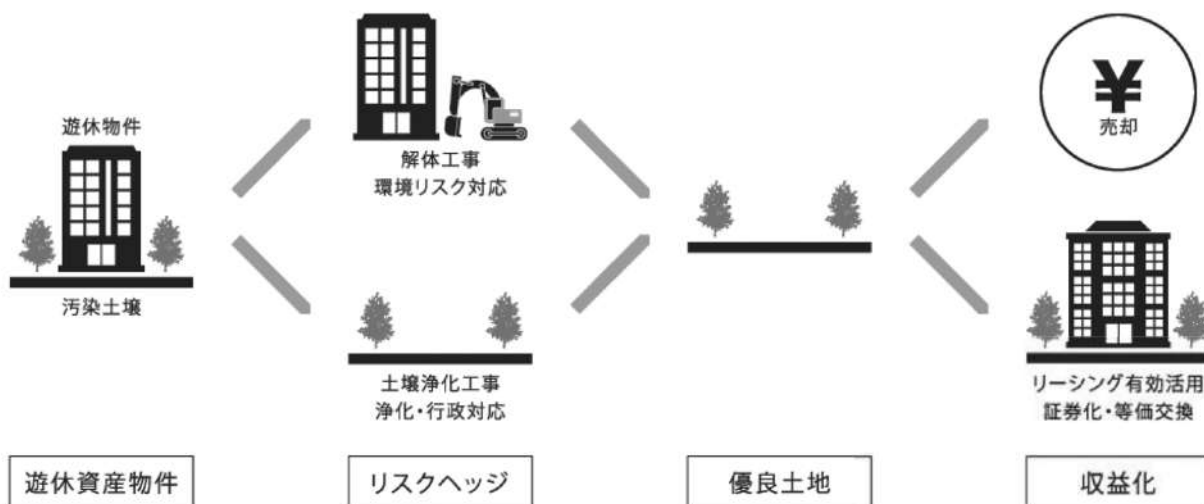 遊休物件
汚染土壌
解体工事
環境リスク対応
土壌浄化工事
浄化・行政対応
¥
売却
リーシング有効活用
証券化・等価交換
遊休資産物件
リスクヘッジ
優良土地
収益化